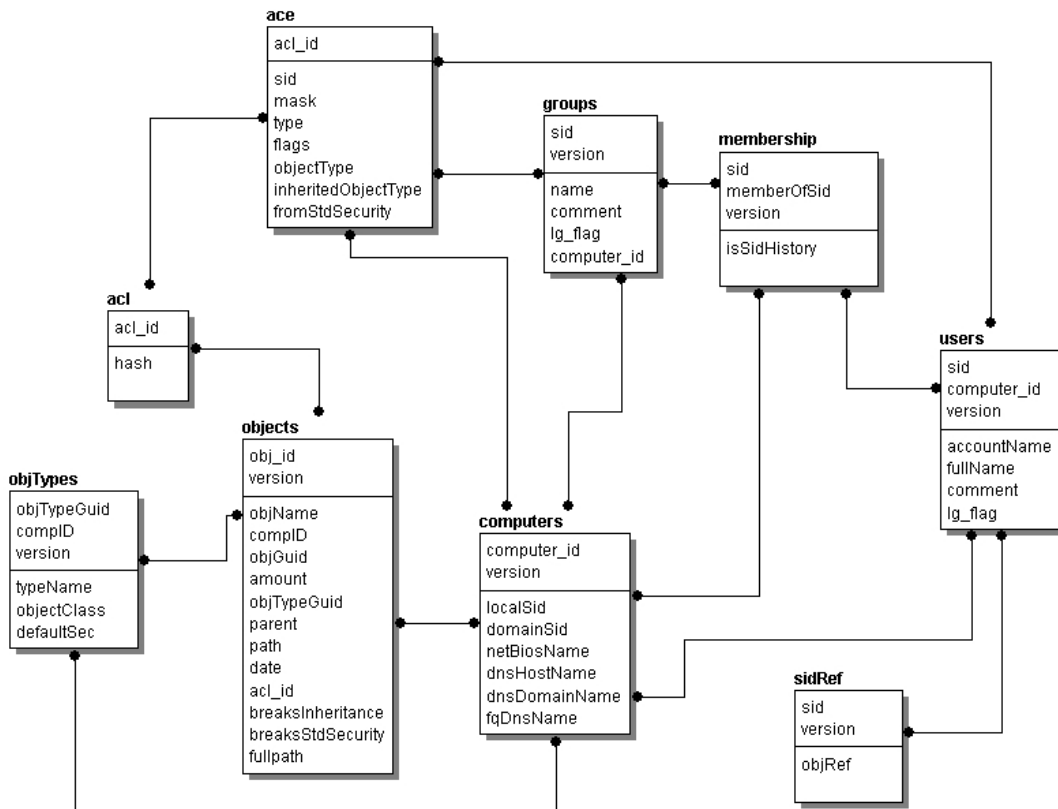 ace
acl_id
sid
mask
type
flags
objectType
inheritedObjectType
fromStdSecurity
groups
sid
version
name
comment
lg_flag
computer_id
membership
sid
memberOfSid
version
isSidHistory
acl
acl_id
hash
users
sid
computer_id
version
accountName
fullName
comment
lg_flag
objects
obj_id
version
objName
compID
objGuid
amount
objTypeGuid
parent
path
date
acl_id
breaksInheritance
breaksStdSecurity
fullpath
objTypes
objTypeGuid
compID
version
typeName
objectClass
defaultSec
computers
computer_id
version
localSid
domainSid
netBiosName
dnsHostName
dnsDomainName
fqDnsName
sidRef
sid
version
objRef